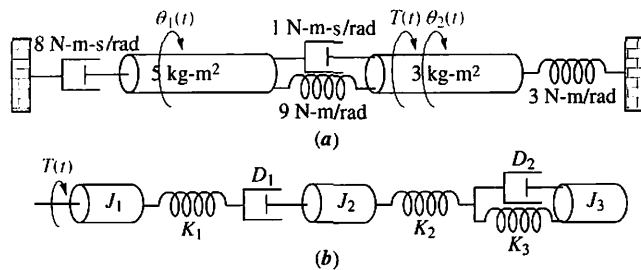 θ₁(t) T(t) θ₂(t)
8 N-m-s/rad 1 N-m-s/rad
5 kg-m² 3 kg-m²
9 N-m/rad 3 N-m/rad
(a)
T(t) D₁ D₂
J₁ J₂ J₃
K₁ K₂ K₃
(b)